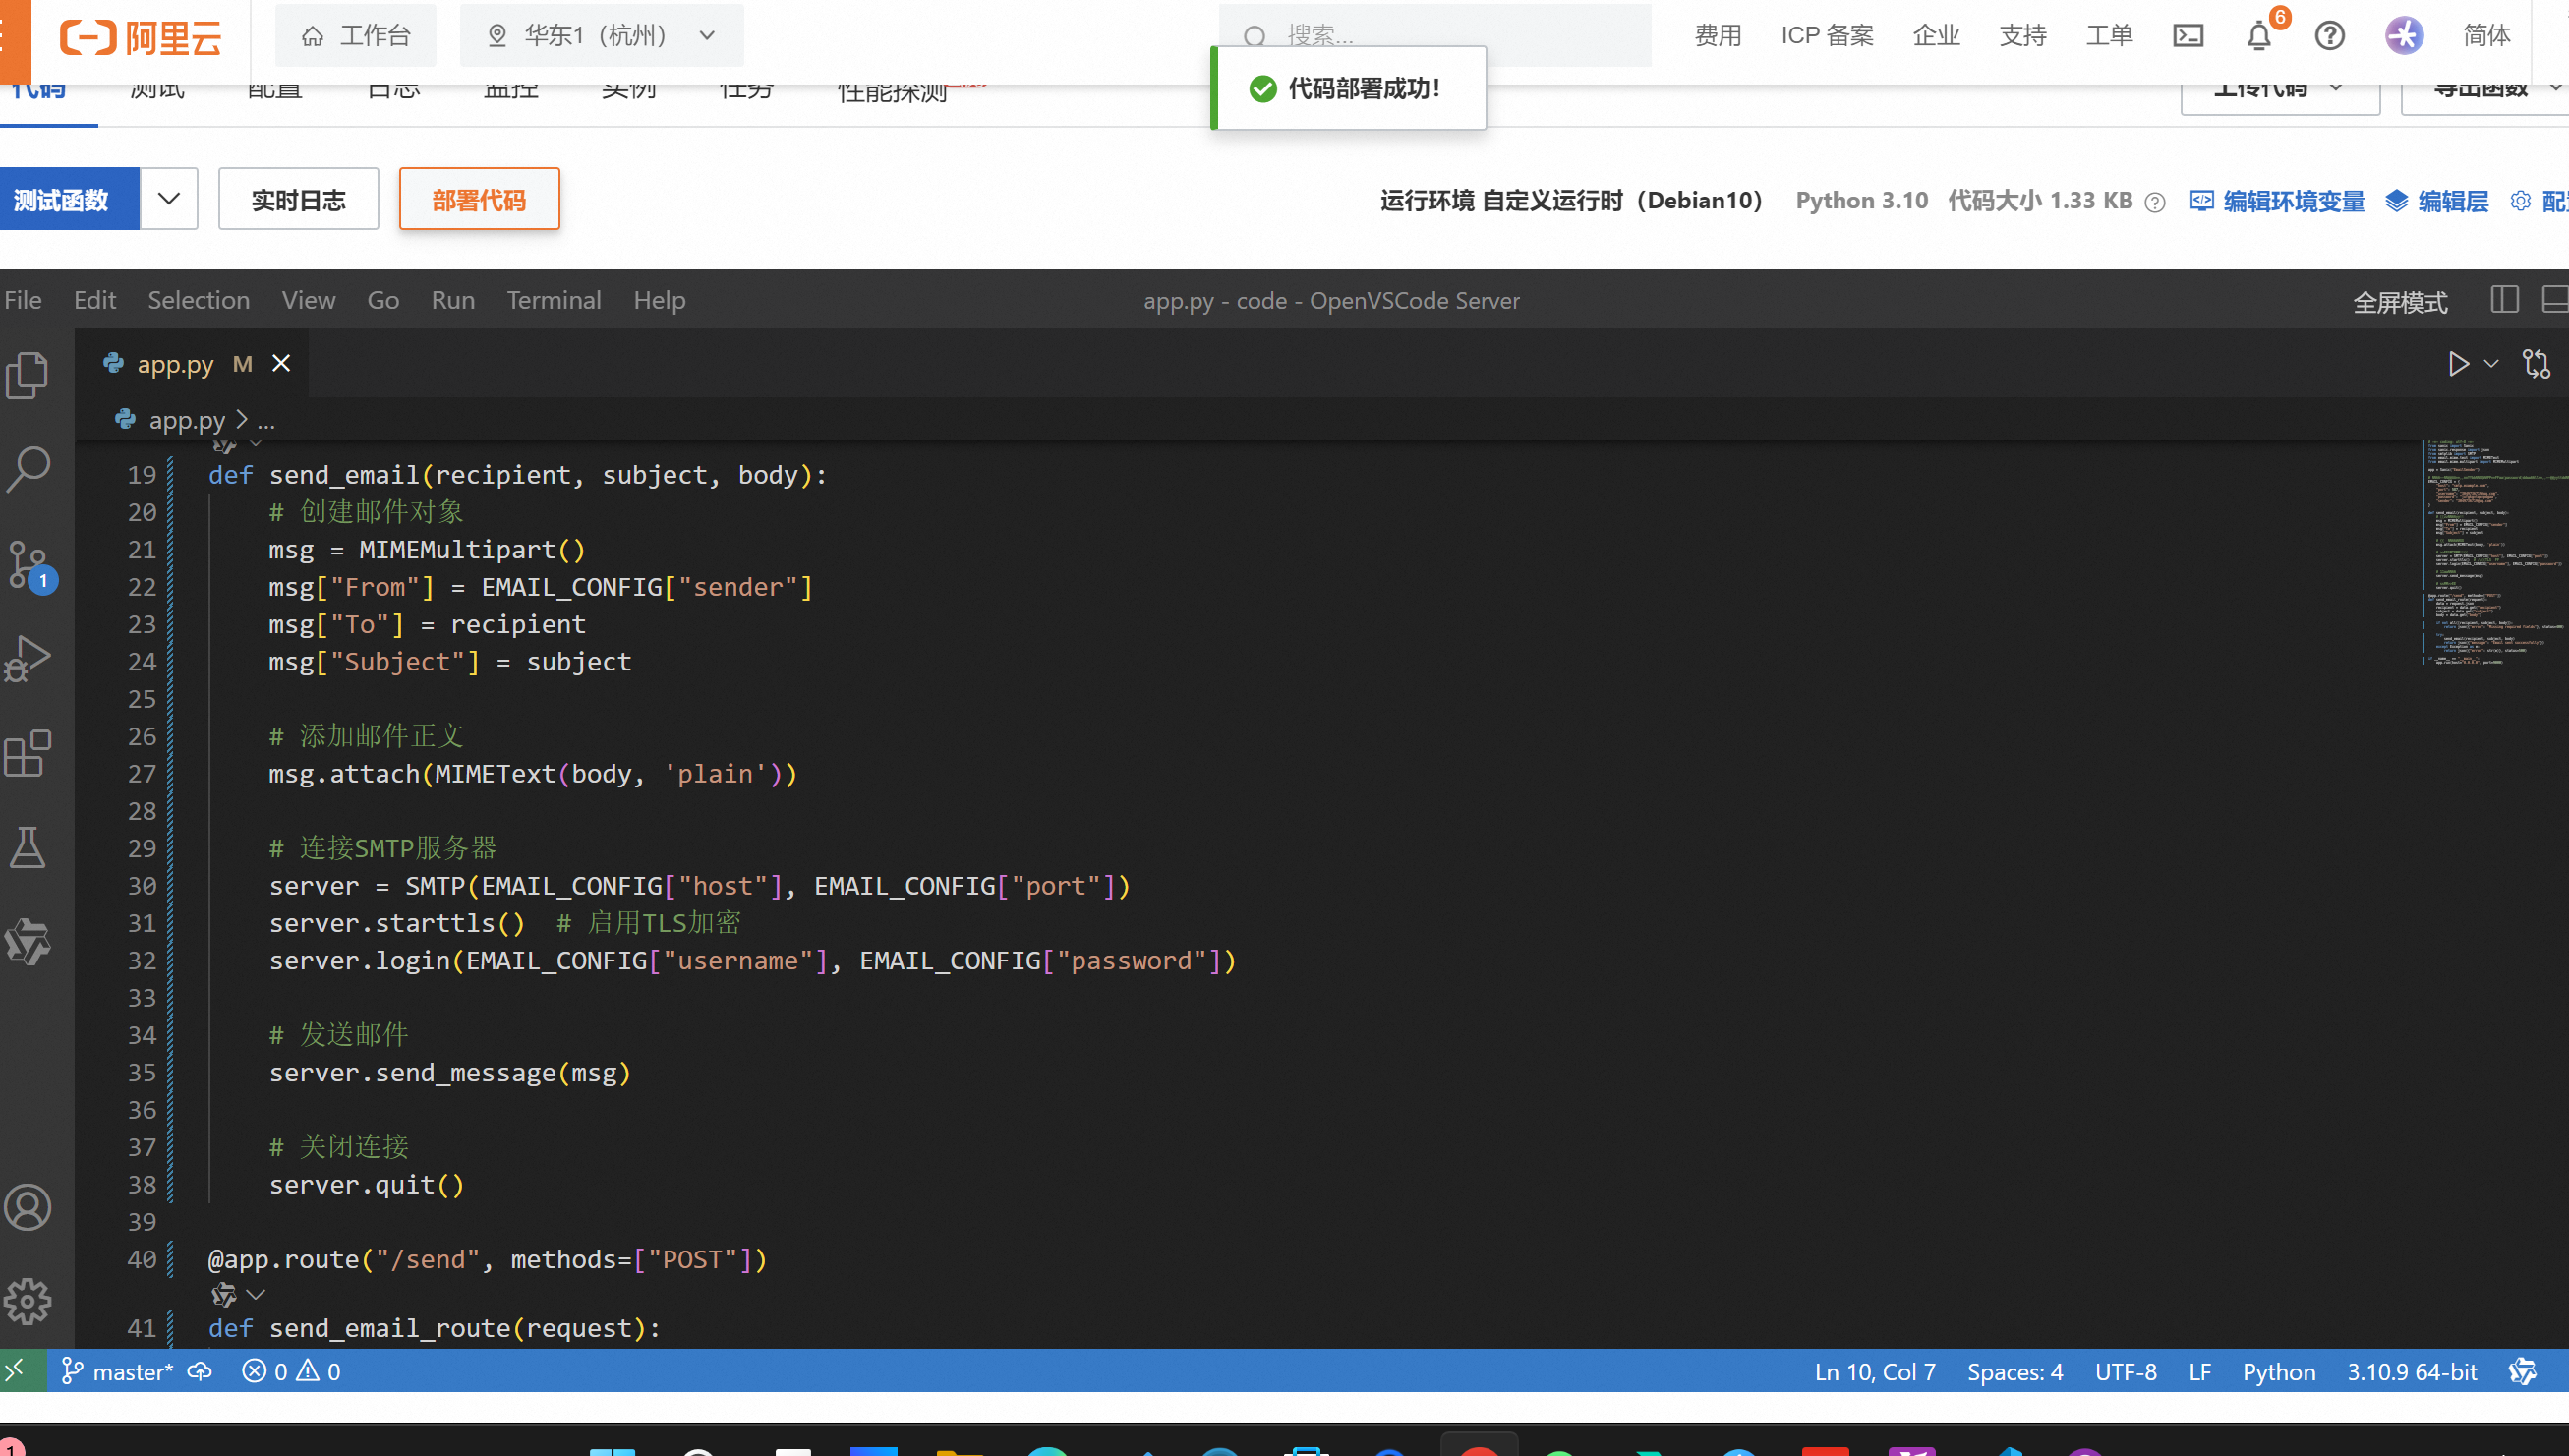 阿里云 工作台 华东1（杭州） 搜索... 费用 ICP 备案 企业 支持 工单 6 简体
代码部署成功！
代码 测试 配置 日志 监控 实例 任务 性能探测 上传代码 导出函数
测试函数 实时日志 部署代码 运行环境 自定义运行时（Debian10） Python 3.10 代码大小 1.33 KB 编辑环境变量 编辑层
File Edit Selection View Go Run Terminal Help app.py - code - OpenVSCode Server 全屏模式
app.py M
app.py > ...
19 def send_email(recipient, subject, body):
20 # 创建邮件对象
21 msg = MIMEMultipart()
22 msg["From"] = EMAIL_CONFIG["sender"]
23 msg["To"] = recipient
24 msg["Subject"] = subject
25
26 # 添加邮件正文
27 msg.attach(MIMEText(body, 'plain'))
28
29 # 连接SMTP服务器
30 server = SMTP(EMAIL_CONFIG["host"], EMAIL_CONFIG["port"])
31 server.starttls()  # 启用TLS加密
32 server.login(EMAIL_CONFIG["username"], EMAIL_CONFIG["password"])
33
34 # 发送邮件
35 server.send_message(msg)
36
37 # 关闭连接
38 server.quit()
39
40 @app.route("/send", methods=["POST"])
41 def send_email_route(request):
1
master* 0 0 Ln 10, Col 7 Spaces: 4 UTF-8 LF Python 3.10.9 64-bit
1